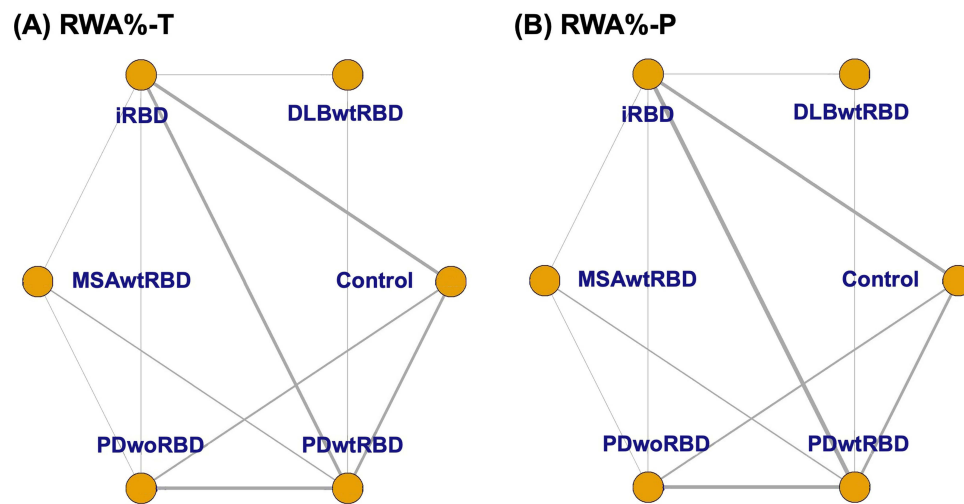 (A) RWA%-T
iRBD
DLBwtRBD
MSAwtRBD
Control
PDwoRBD
PDwtRBD
(B) RWA%-P
iRBD
DLBwtRBD
MSAwtRBD
Control
PDwoRBD
PDwtRBD